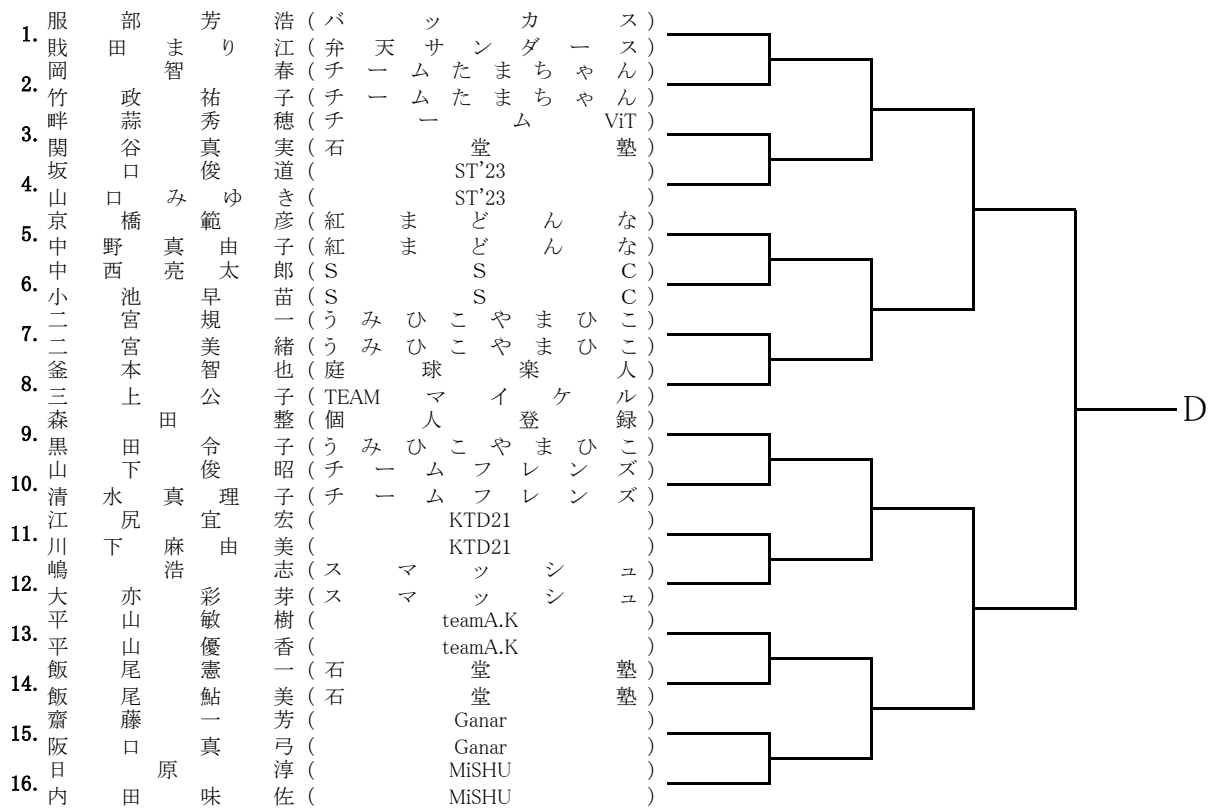 1.
服部芳浩(バッカス)
賎田まり江(弁天サンダース)
2.
岡智春(チームたまちゃん)
竹政祐子(チームたまちゃん)
3.
畔蒜秀穂(チームViT)
関谷真実(石堂塾)
4.
坂口俊道(ST’23)
山口みゆき(ST’23)
5.
京橋範彦(紅まどんな)
中野真由子(紅まどんな)
6.
中西亮太郎(SSC)
小池早苗(SSC)
7.
二宮規一(うみひこやまひこ)
二宮美緒(うみひこやまひこ)
8.
釜本智也(庭球楽人)
三上公子(TEAMマイケル)
9.
森田整(個人登録)
黒田令子(うみひこやまひこ)
10.
山下俊昭(チームフレンズ)
清水真理子(チームフレンズ)
11.
江尻宜宏(KTD21)
川下麻由美(KTD21)
12.
嶋浩志(スマッシュ)
大亦彩芽(スマッシュ)
13.
平山敏樹(teamA.K)
平山優香(teamA.K)
14.
飯尾憲一(石堂塾)
飯尾鮎美(石堂塾)
15.
齋藤一芳(Ganar)
阪口真弓(Ganar)
16.
日原淳(MiSHU)
内田味佐(MiSHU)
D